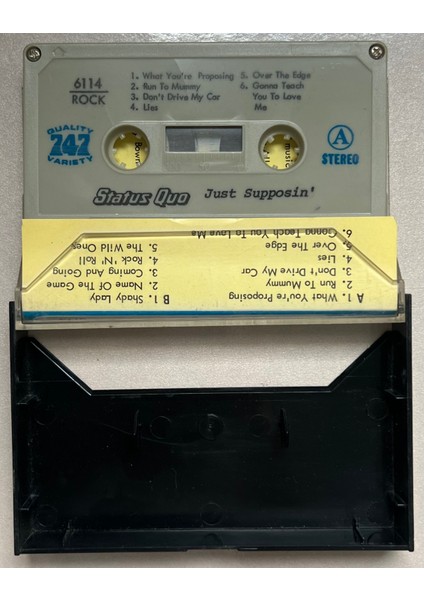 6114
ROCK
1. What You're Proposing
2. Run To Mummy
3. Don't Drive My Car
4. Lies
5. Over The Edge
6. Gonna Teach
You To Love
Me
QUALITY
747
VARIETY
A
STEREO
Status Quo Just Supposin'
A 1. What You're Proposing
2. Run To Mummy
3. Don't Drive My Car
4. Lies
5. Over The Edge
6. Gonna Teach You To Love Me
B 1. Shady Lady
2. Name Of The Game
3. Coming And Going
4. Rock 'N' Roll
5. The Wild Ones